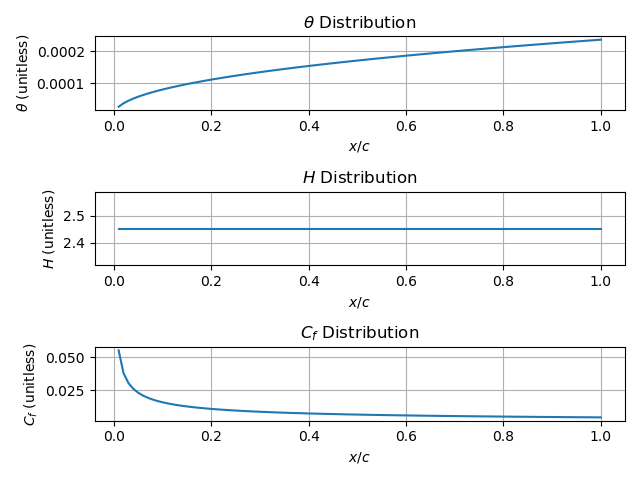 θ Distribution
θ (unitless)
0.0002
0.0001
0.0 0.2 0.4 0.6 0.8 1.0
x/c
H Distribution
H (unitless)
2.5
2.4
0.0 0.2 0.4 0.6 0.8 1.0
x/c
C_f Distribution
C_f (unitless)
0.050
0.025
0.0 0.2 0.4 0.6 0.8 1.0
x/c